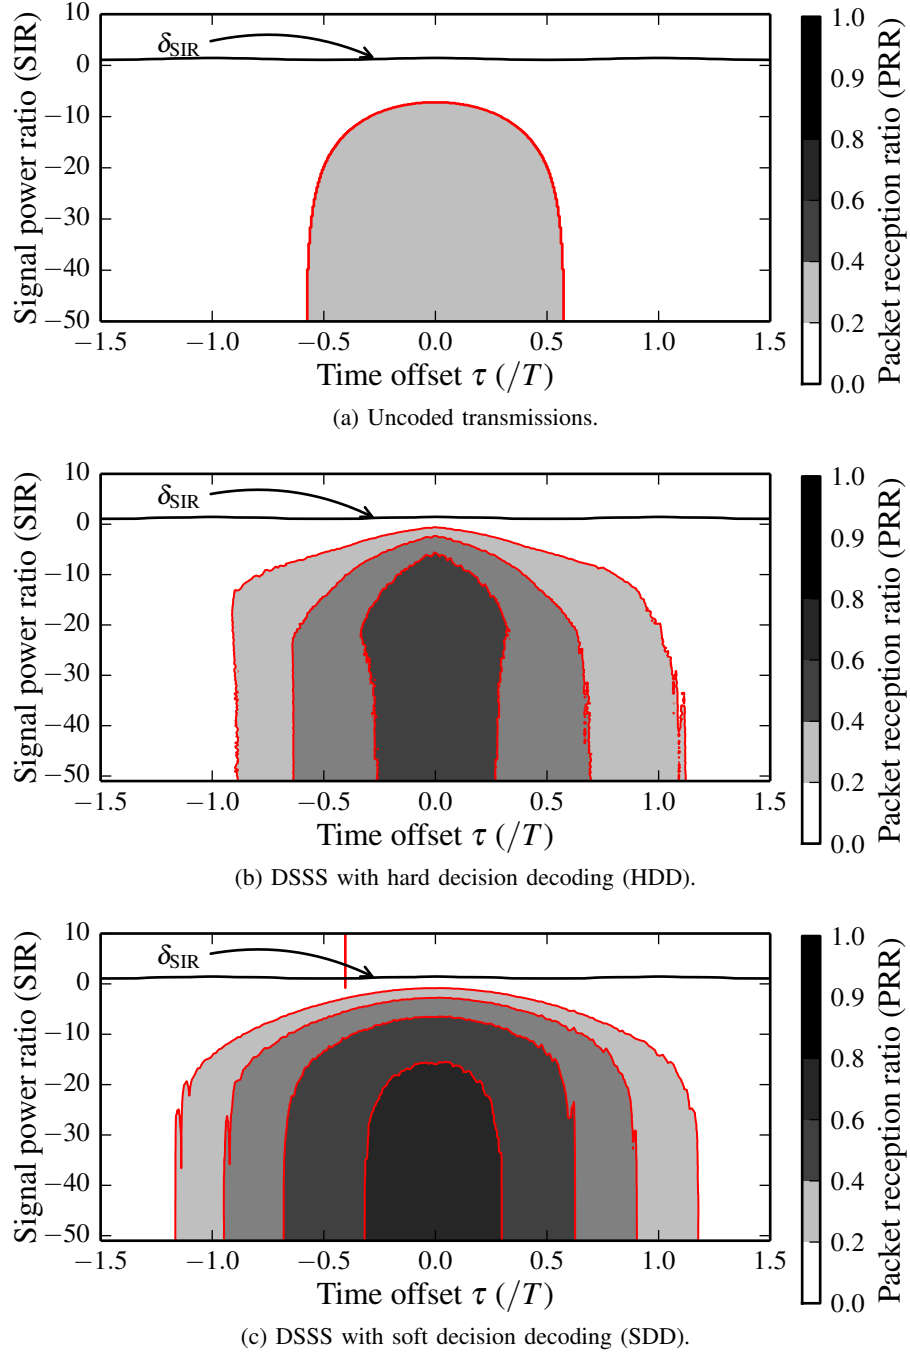 10
0
−10
−20
−30
−40
−50
Signal power ratio (SIR)
δSIR
−1.5 −1.0 −0.5 0.0 0.5 1.0 1.5
Time offset τ (/T)
1.0
0.9
0.8
0.6
0.4
0.2
0.0
Packet reception ratio (PRR)
(a) Uncoded transmissions.
10
0
−10
−20
−30
−40
−50
Signal power ratio (SIR)
δSIR
−1.5 −1.0 −0.5 0.0 0.5 1.0 1.5
Time offset τ (/T)
1.0
0.9
0.8
0.6
0.4
0.2
0.0
Packet reception ratio (PRR)
(b) DSSS with hard decision decoding (HDD).
10
0
−10
−20
−30
−40
−50
Signal power ratio (SIR)
δSIR
−1.5 −1.0 −0.5 0.0 0.5 1.0 1.5
Time offset τ (/T)
1.0
0.9
0.8
0.6
0.4
0.2
0.0
Packet reception ratio (PRR)
(c) DSSS with soft decision decoding (SDD).